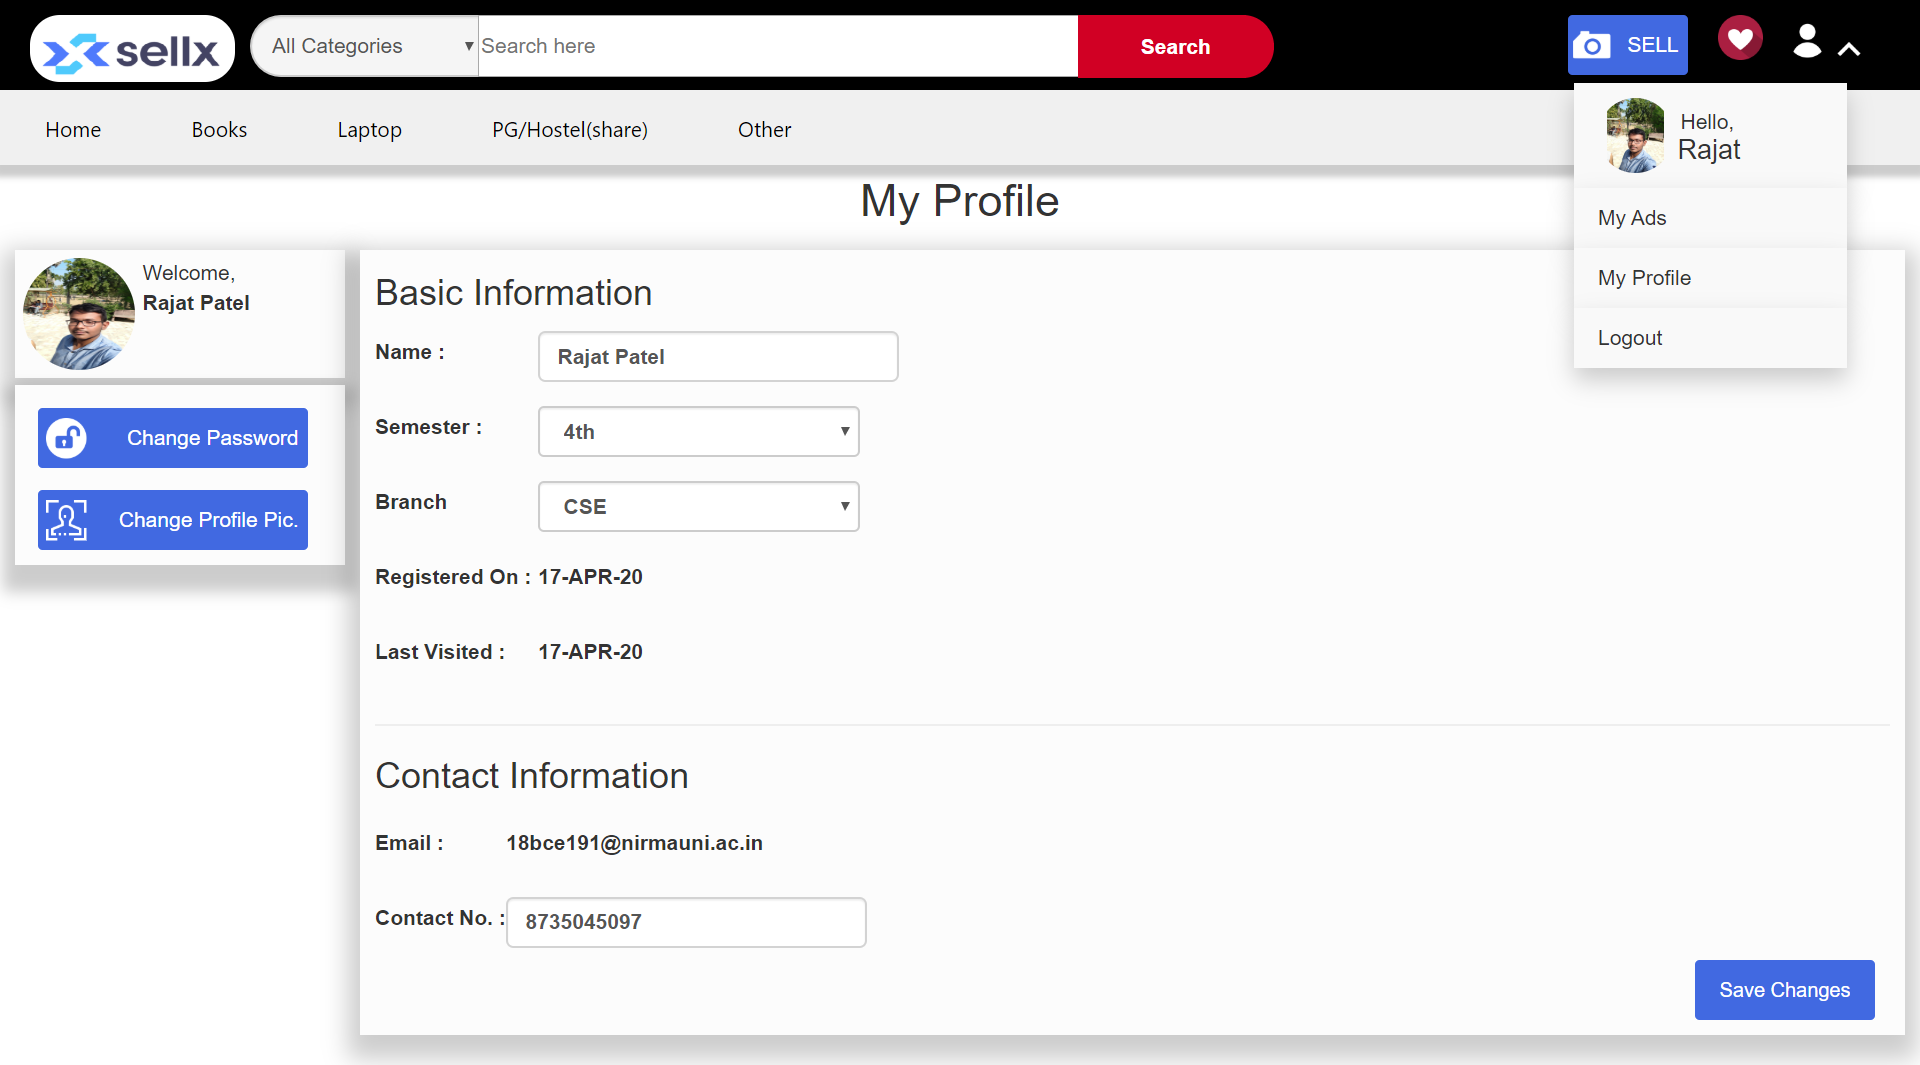 sellx
All Categories
Search here
Search
SELL
Home
Books
Laptop
PG/Hostel(share)
Other
Hello,
Rajat
My Ads
My Profile
Logout
My Profile
Welcome,
Rajat Patel
Change Password
Change Profile Pic.
Basic Information
Name : Rajat Patel
Semester : 4th
Branch CSE
Registered On : 17-APR-20
Last Visited : 17-APR-20
Contact Information
Email : 18bce191@nirmauni.ac.in
Contact No. : 8735045097
Save Changes